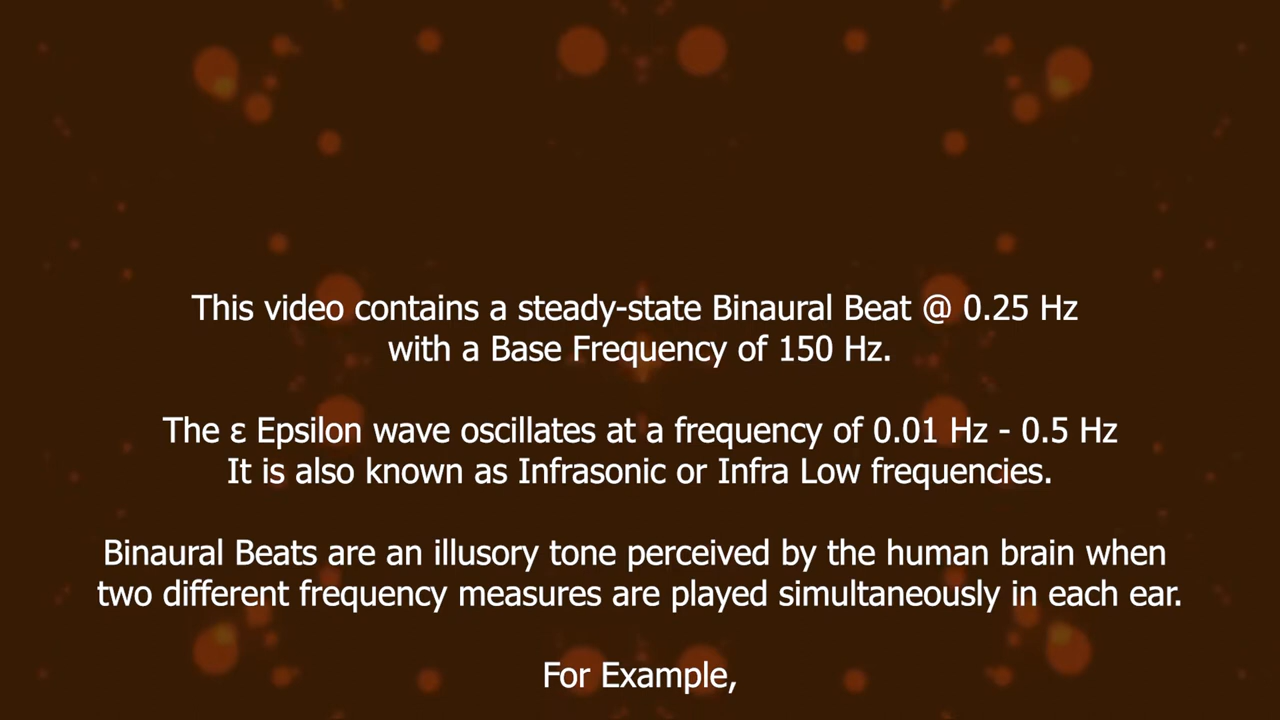 This video contains a steady-state Binaural Beat @ 0.25 Hz
with a Base Frequency of 150 Hz.
The ε Epsilon wave oscillates at a frequency of 0.01 Hz - 0.5 Hz
It is also known as Infrasonic or Infra Low frequencies.
Binaural Beats are an illusory tone perceived by the human brain when
two different frequency measures are played simultaneously in each ear.
For Example,